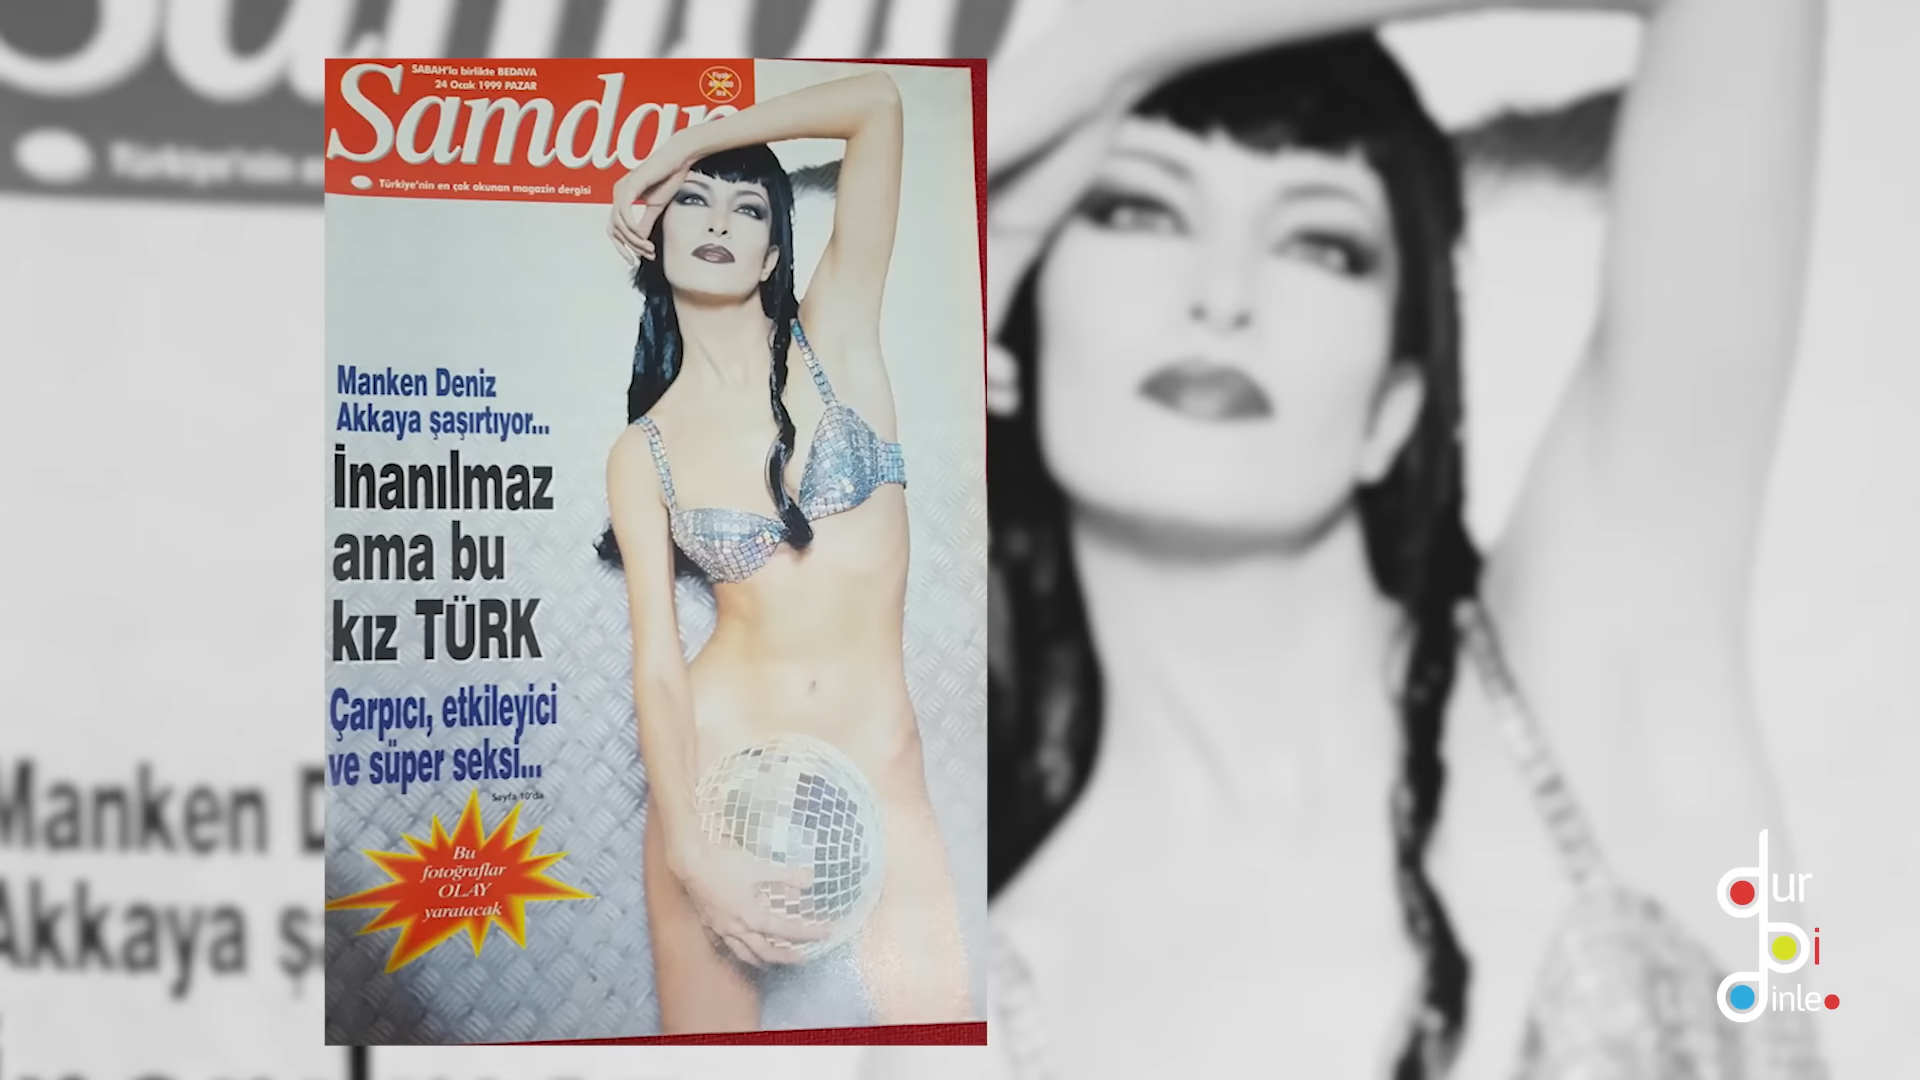 SABAH'la birlikte BEDAVA
24 Ocak 1999 PAZAR
Samdan
Türkiye'nin en çok okunan magazin dergisi
Manken Deniz
Akkaya şaşırtıyor...
İnanılmaz
ama bu
kız TÜRK
Çarpıcı, etkileyici
ve süper seksi...
Sayfa 10'da
Bu
fotoğraflar
OLAY
yaratacak
Türkiye'nin
Manken D
Akkaya ş
dur
bi
dinle